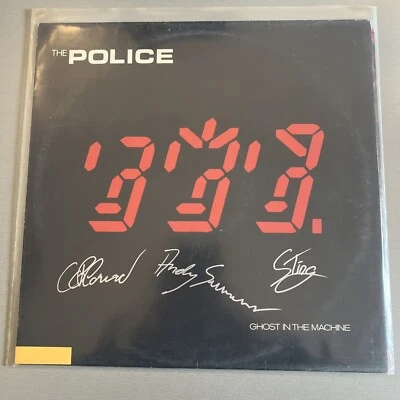 THE POLICE
Andy Summers
Sting
GHOST IN THE MACHINE